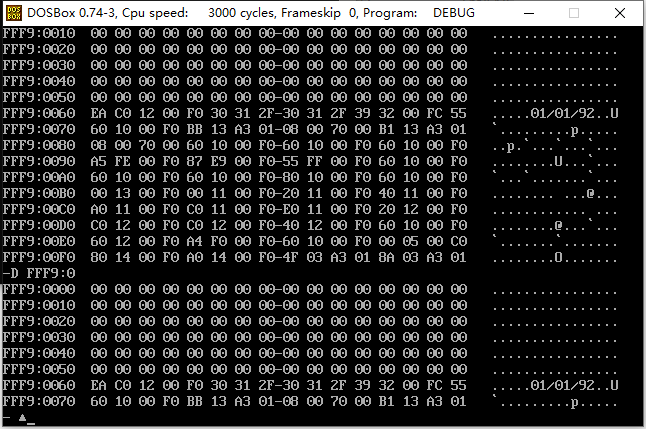 DOSBox 0.74-3, Cpu speed:    3000 cycles, Frameskip  0, Program:    DEBUG
FFF9:0010  00 00 00 00 00 00 00 00-00 00 00 00 00 00 00 00   ................
FFF9:0020  00 00 00 00 00 00 00 00-00 00 00 00 00 00 00 00   ................
FFF9:0030  00 00 00 00 00 00 00 00-00 00 00 00 00 00 00 00   ................
FFF9:0040  00 00 00 00 00 00 00 00-00 00 00 00 00 00 00 00   ................
FFF9:0050  00 00 00 00 00 00 00 00-00 00 00 00 00 00 00 00   ................
FFF9:0060  EA C0 12 00 F0 30 31 2F-30 31 2F 39 32 00 FC 55   .....01/01/92..U
FFF9:0070  60 10 00 F0 BB 13 A3 01-08 00 70 00 B1 13 A3 01   `.........p.....
FFF9:0080  08 00 70 00 60 10 00 F0-60 10 00 F0 60 10 00 F0   ..p.`...`...`...
FFF9:0090  A5 FE 00 F0 87 E9 00 F0-55 FF 00 F0 60 10 00 F0   ........U...`...
FFF9:00A0  60 10 00 F0 60 10 00 F0-80 10 00 F0 60 10 00 F0   `...`.......`...
FFF9:00B0  00 13 00 F0 00 11 00 F0-20 11 00 F0 40 11 00 F0   ........ ...@...
FFF9:00C0  A0 11 00 F0 C0 11 00 F0-E0 11 00 F0 20 12 00 F0   ............ ...
FFF9:00D0  C0 12 00 F0 C0 12 00 F0-40 12 00 F0 60 10 00 F0   ........@...`...
FFF9:00E0  60 12 00 F0 A4 F0 00 F0-60 10 00 F0 00 05 00 C0   `.......`.......
FFF9:00F0  80 14 00 F0 A0 14 00 F0-4F 03 A3 01 8A 03 A3 01   ........O.......
-D FFF9:0
FFF9:0000  00 00 00 00 00 00 00 00-00 00 00 00 00 00 00 00   ................
FFF9:0010  00 00 00 00 00 00 00 00-00 00 00 00 00 00 00 00   ................
FFF9:0020  00 00 00 00 00 00 00 00-00 00 00 00 00 00 00 00   ................
FFF9:0030  00 00 00 00 00 00 00 00-00 00 00 00 00 00 00 00   ................
FFF9:0040  00 00 00 00 00 00 00 00-00 00 00 00 00 00 00 00   ................
FFF9:0050  00 00 00 00 00 00 00 00-00 00 00 00 00 00 00 00   ................
FFF9:0060  EA C0 12 00 F0 30 31 2F-30 31 2F 39 32 00 FC 55   .....01/01/92..U
FFF9:0070  60 10 00 F0 BB 13 A3 01-08 00 70 00 B1 13 A3 01   `.........p.....
- ▲_